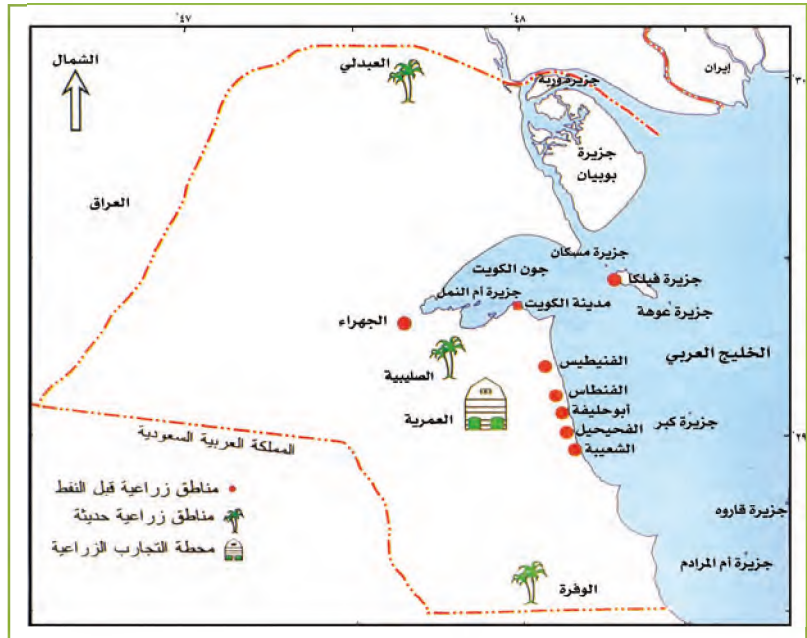 ٤٧°
٤٨°
٣٠°
٢٩°
الشمال
العبدلي
إيران
جزيرة وربة
جزيرة
بوبيان
العراق
جزيرة مسكان
جون الكويت
جزيرة فيلكا
جزيرة أم النمل
مدينة الكويت
جزيرة عوهة
الجهراء
الخليج العربي
الفنيطيس
الصليبية
الفنطاس
العمرية
أبوحليفة
جزيرة كبر
الفحيحيل
المملكة العربية السعودية
الشعيبة
مناطق زراعية قبل النفط
مناطق زراعية حديثة
محطة التجارب الزراعية
جزيرة قاروه
جزيرة أم المرادم
الوفرة